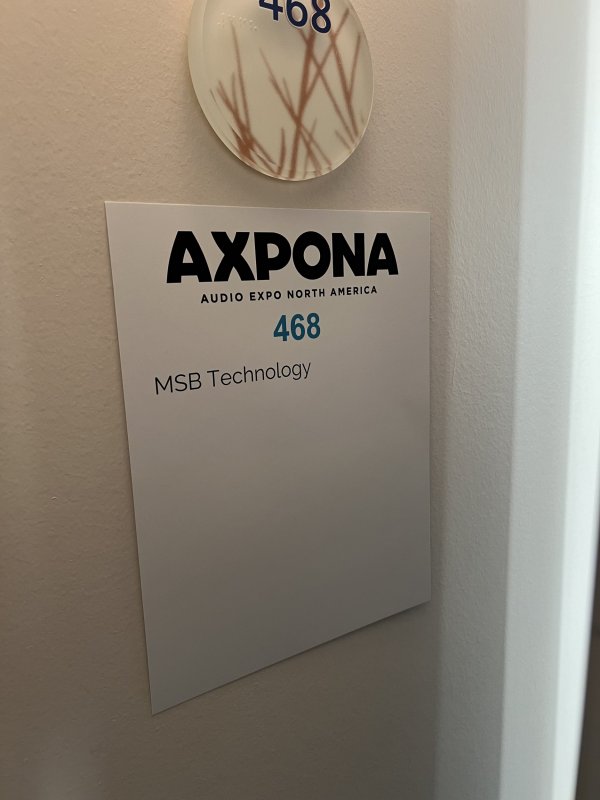 468
AXPONA
AUDIO EXPO NORTH AMERICA
468
MSB Technology